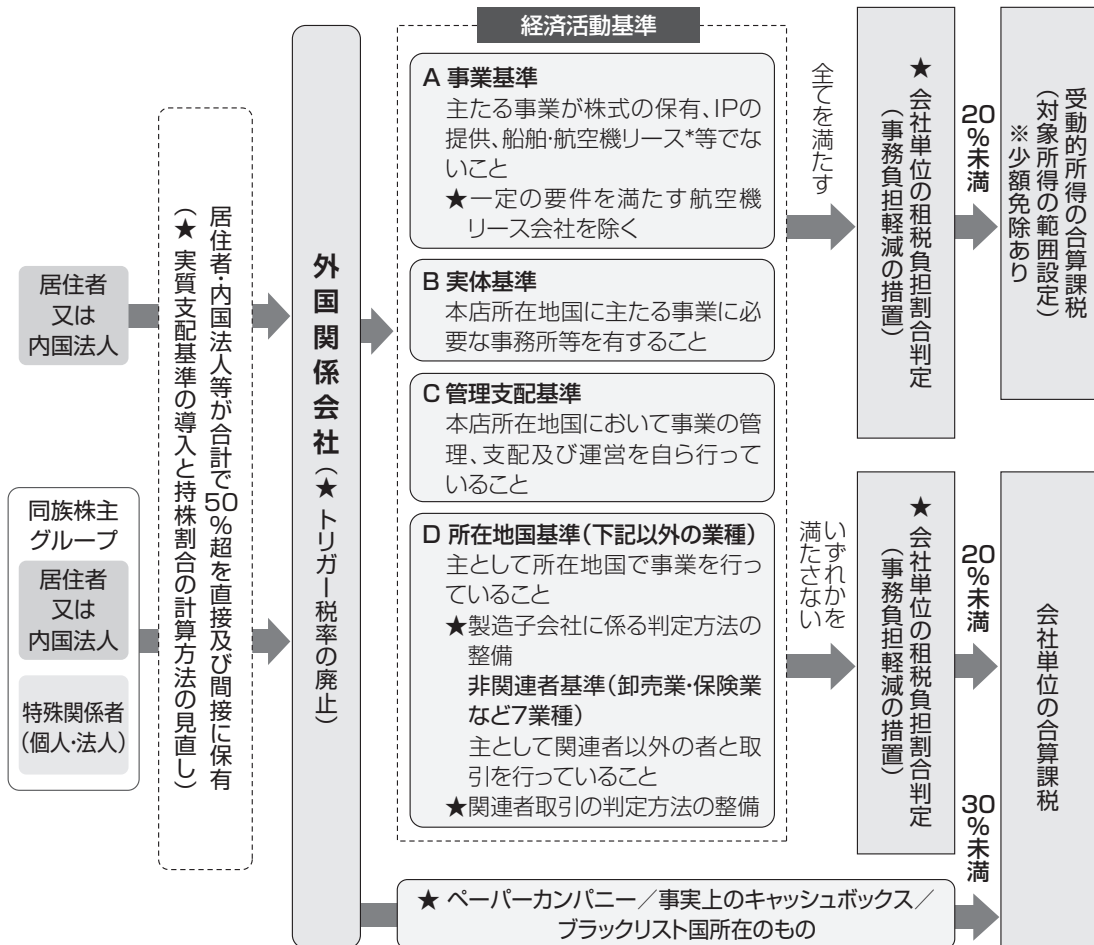 居住者
又は
内国法人
同族株主
グループ
居住者
又は
内国法人
特殊関係者
(個人・法人)
居住者・内国法人等が合計で50%超を直接及び間接に保有
(★ 実質支配基準の導入と持株割合の計算方法の見直し)
外国関係会社(★ トリガー税率の廃止)
経済活動基準
A 事業基準
主たる事業が株式の保有、IPの
提供、船舶・航空機リース*等でな
いこと
★一定の要件を満たす航空機
リース会社を除く
B 実体基準
本店所在地国に主たる事業に必
要な事務所等を有すること
C 管理支配基準
本店所在地国において事業の管
理、支配及び運営を自ら行って
いること
D 所在地国基準(下記以外の業種)
主として所在地国で事業を行っ
ていること
★製造子会社に係る判定方法の
整備
非関連者基準(卸売業・保険業
など7業種)
主として関連者以外の者と取
引を行っていること
★関連者取引の判定方法の整備
全てを満たす
★ 会社単位の租税負担割合判定
(事務負担軽減の措置)
20%未満
受動的所得の合算課税
(対象所得の範囲設定)
※少額免除あり
いずれかを
満たさない
★ 会社単位の租税負担割合判定
(事務負担軽減の措置)
20%未満
会社単位の合算課税
★ ペーパーカンパニー/事実上のキャッシュボックス/
ブラックリスト国所在のもの
30%未満